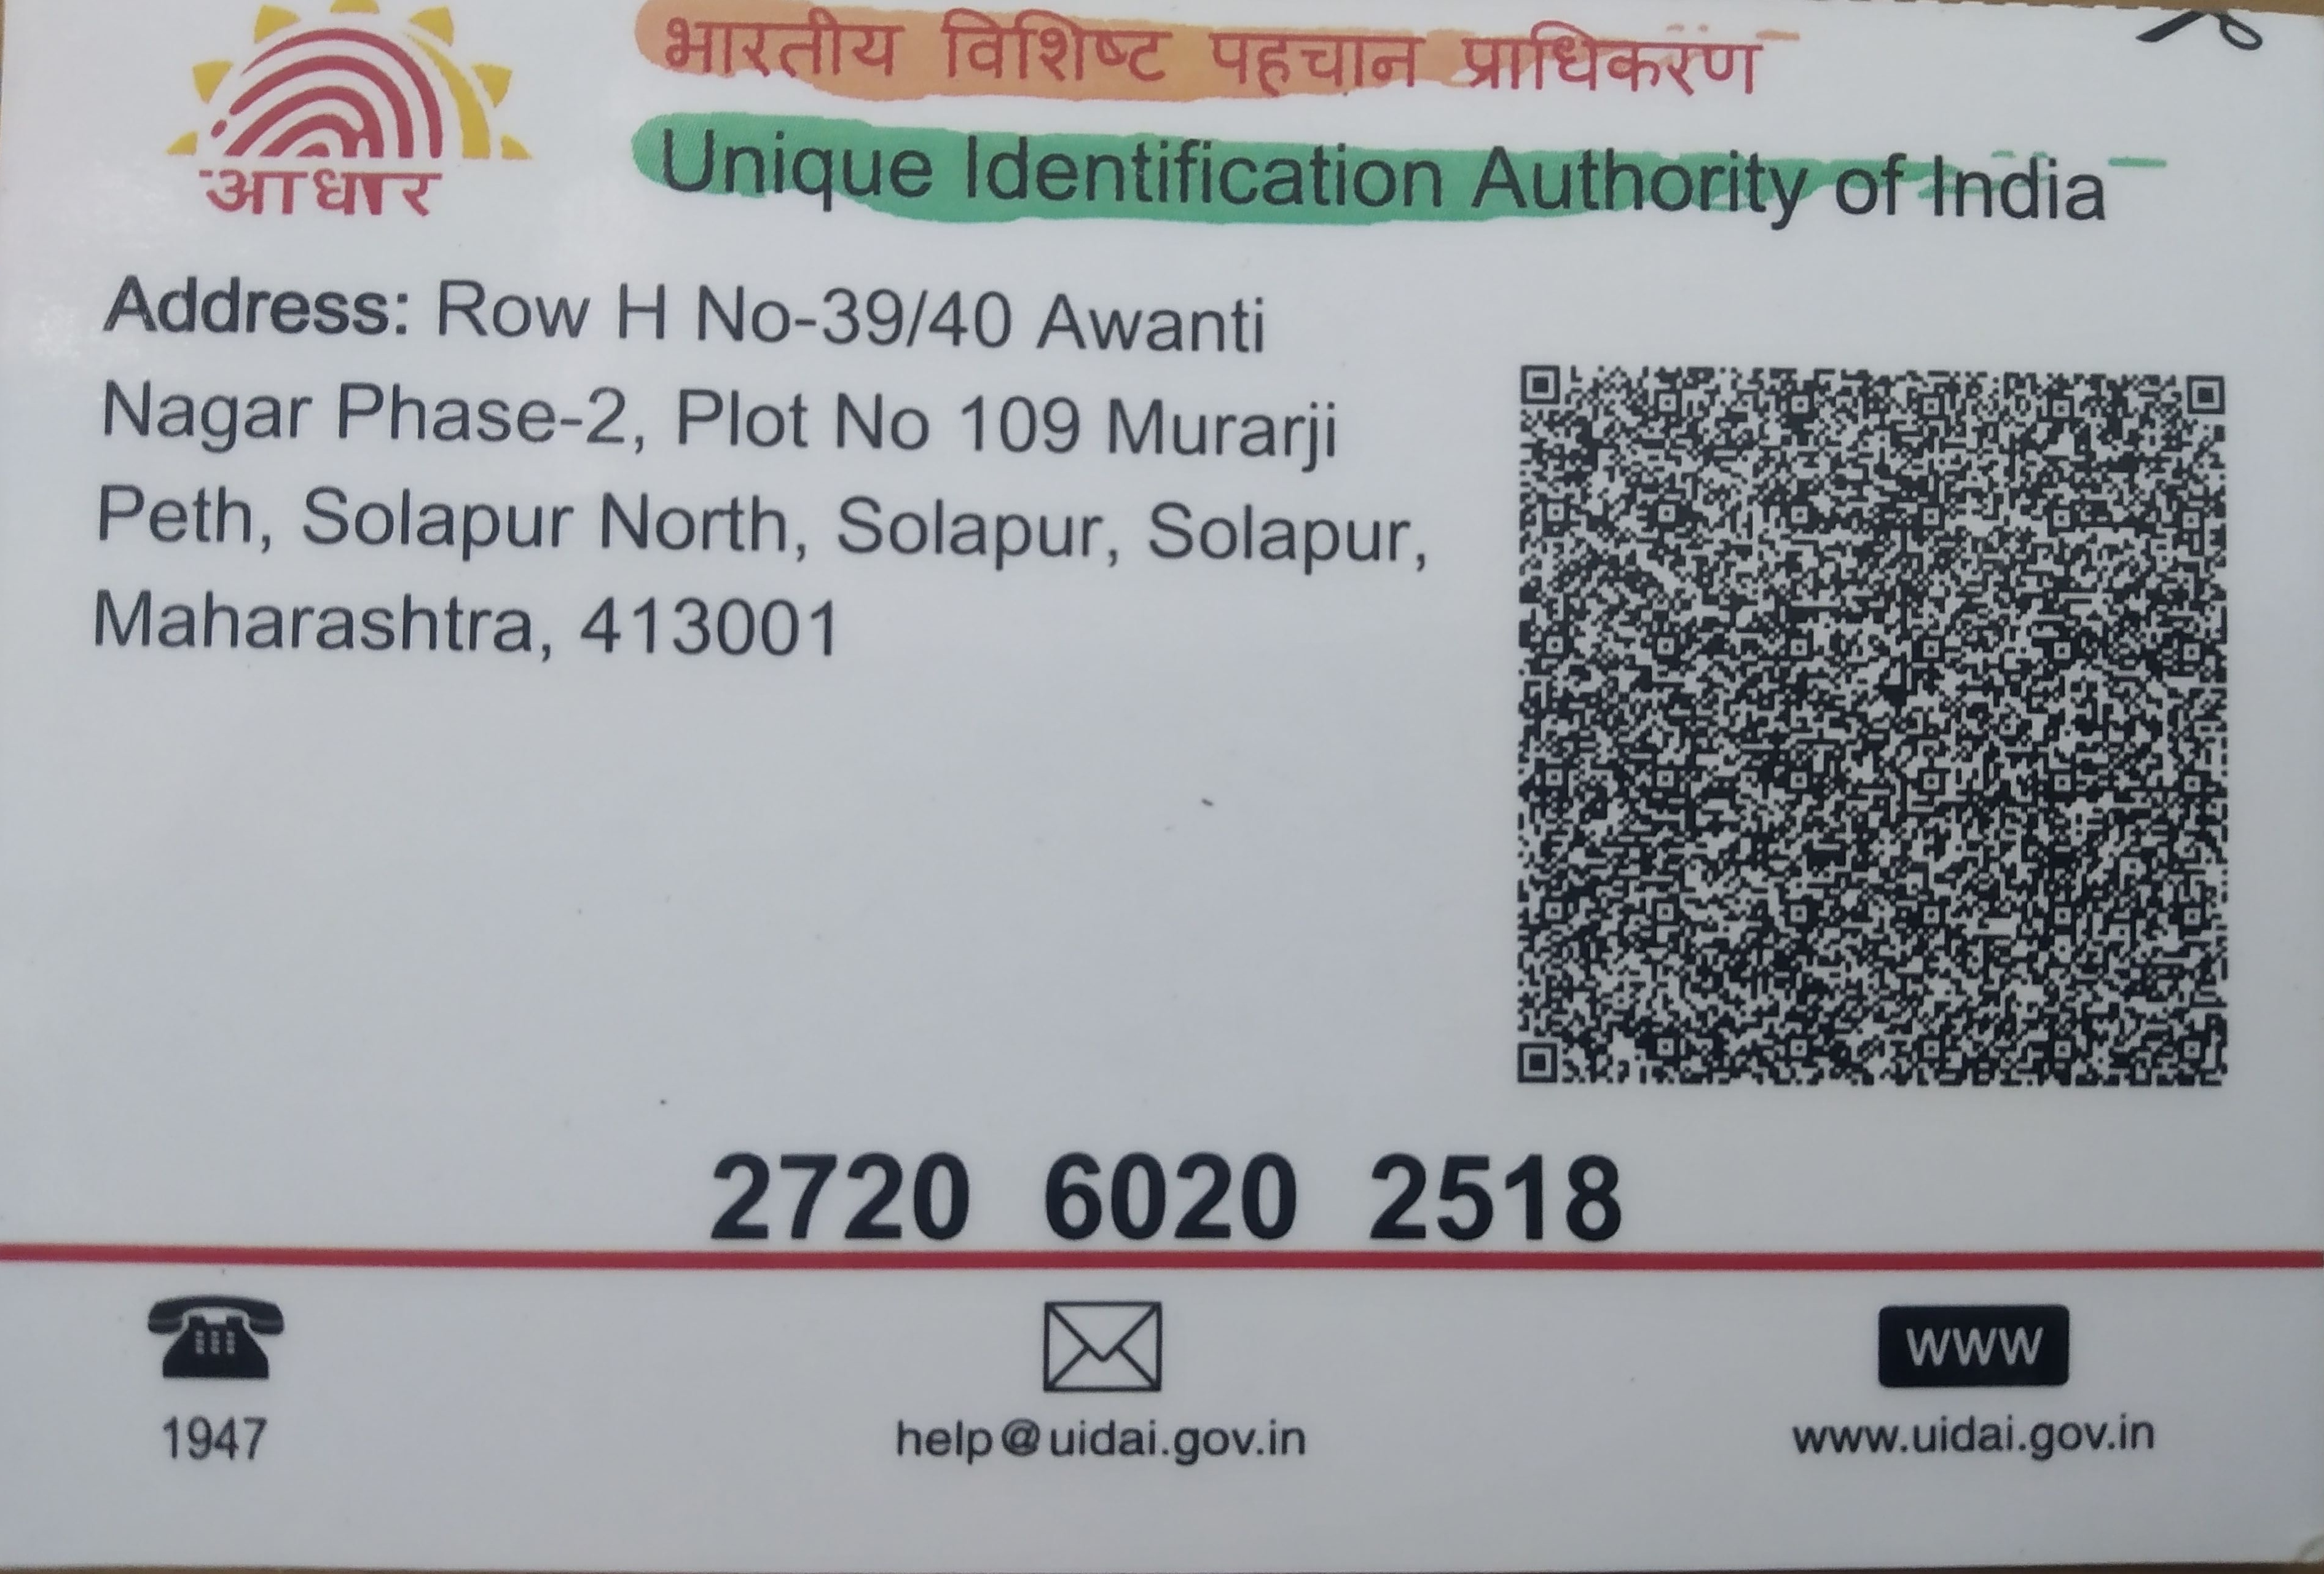 भारतीय विशिष्ट पहचान प्राधिकरण
Unique Identification Authority of India
आधार
Address: Row H No-39/40 Awanti
Nagar Phase-2, Plot No 109 Murarji
Peth, Solapur North, Solapur, Solapur,
Maharashtra, 413001
2720 6020 2518
WWW
1947
help@uidai.gov.in
www.uidai.gov.in